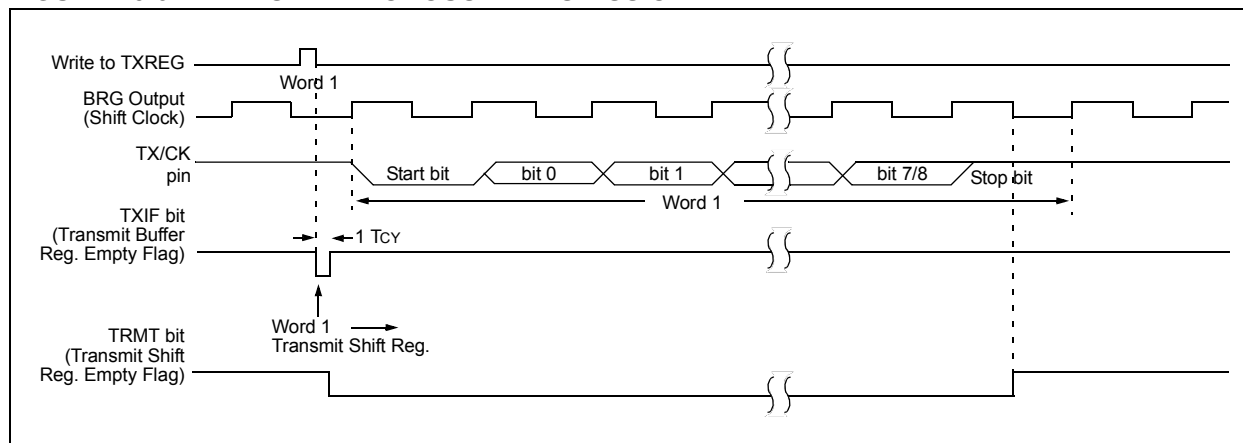 Write to TXREG
Word 1
BRG Output
(Shift Clock)
TX/CK
pin
Start bit
bit 0
bit 1
bit 7/8
Stop bit
Word 1
TXIF bit
(Transmit Buffer
Reg. Empty Flag)
1 TCY
Word 1
Transmit Shift Reg.
TRMT bit
(Transmit Shift
Reg. Empty Flag)